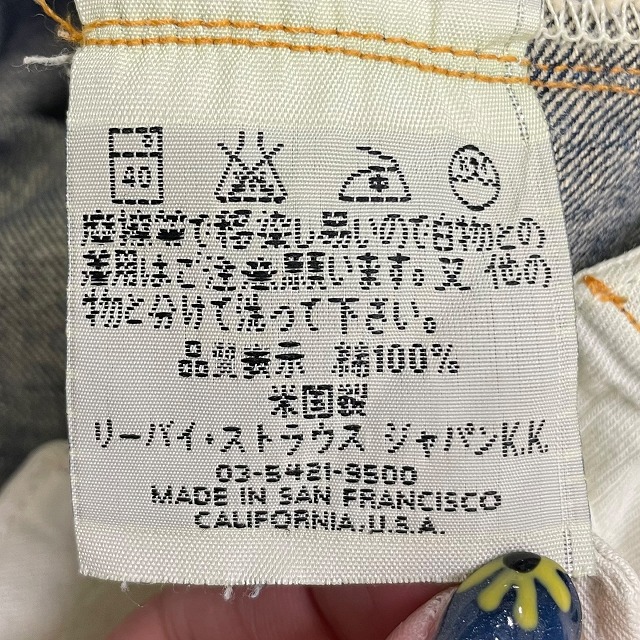 40
摩擦等で移染し易いので白物との
着用はご注意願います。又 他の
物と分けて洗って下さい。
品質表示 綿100%
米国製
リーバイ・ストラウス ジャパンK.K.
03-5421-9500
MADE IN SAN FRANCISCO
CALIFORNIA,U.S.A.